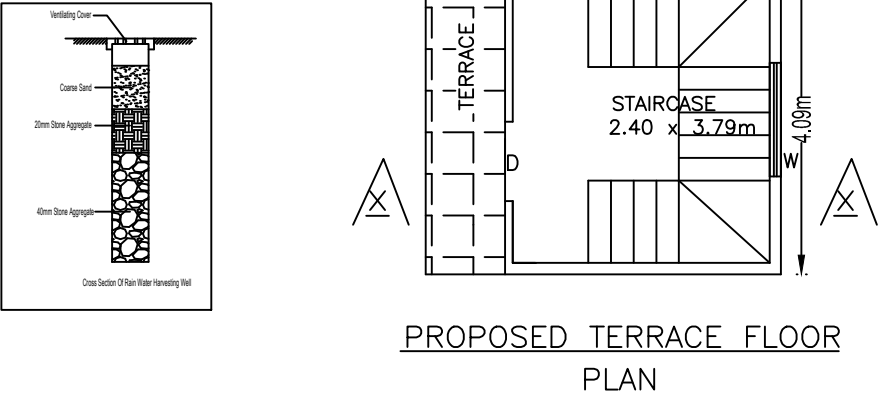 Ventilating Cover
Coarse Sand
20mm Stone Aggregate
40mm Stone Aggregate
Cross Section Of Rain Water Harvesting Well
TERRACE
STAIRCASE
2.40 x 3.79m
4.09m
D
W
X
X
PROPOSED TERRACE FLOOR
PLAN